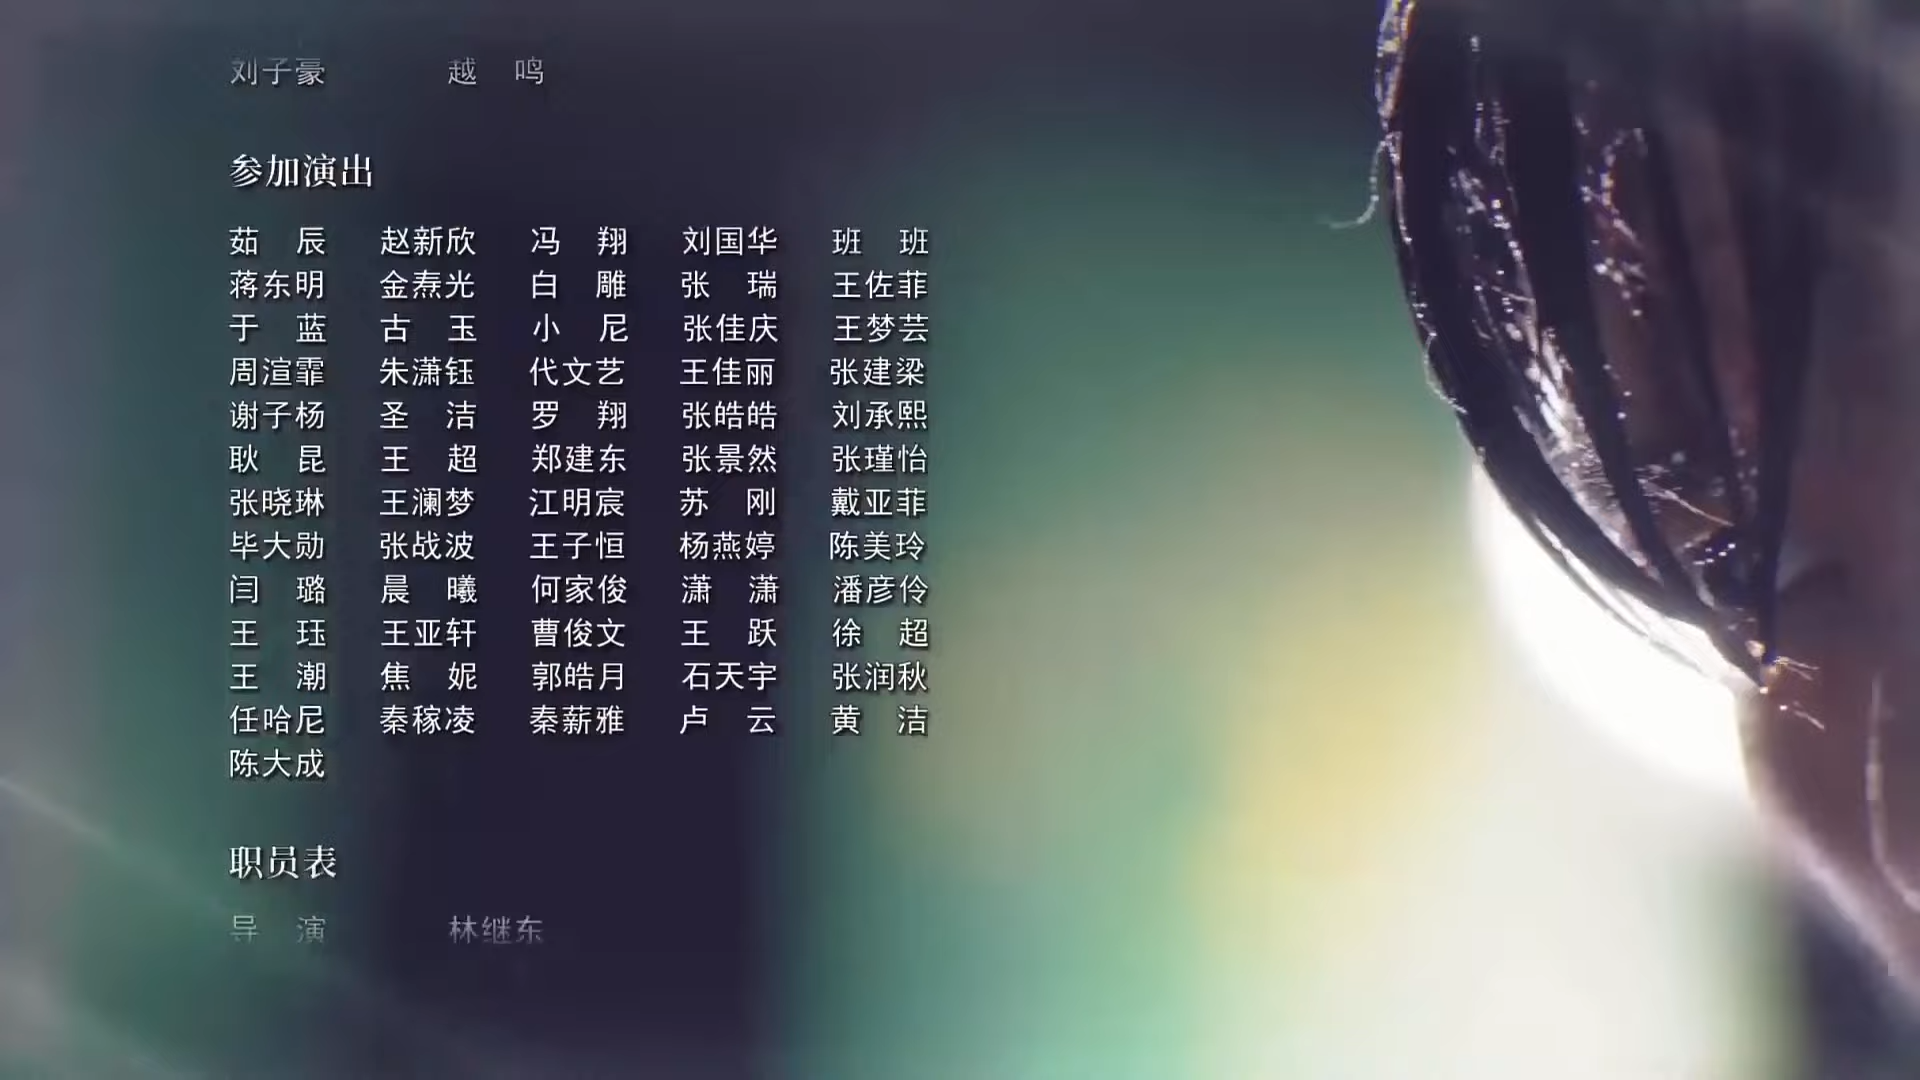 刘子豪 越 鸣
参加演出
茹 辰 赵新欣 冯 翔 刘国华 班 班
蒋东明 金焘光 白 雕 张 瑞 王佐菲
于 蓝 古 玉 小 尼 张佳庆 王梦芸
周渲霏 朱潇钰 代文艺 王佳丽 张建梁
谢子杨 圣 洁 罗 翔 张皓皓 刘承熙
耿 昆 王 超 郑建东 张景然 张瑾怡
张晓琳 王澜梦 江明宸 苏 刚 戴亚菲
毕大勋 张战波 王子恒 杨燕婷 陈美玲
闫 璐 晨 曦 何家俊 潇 潇 潘彦伶
王 珏 王亚轩 曹俊文 王 跃 徐 超
王 潮 焦 妮 郭皓月 石天宇 张润秋
任哈尼 秦稼凌 秦薪雅 卢 云 黄 洁
陈大成
职员表
导 演 林继东